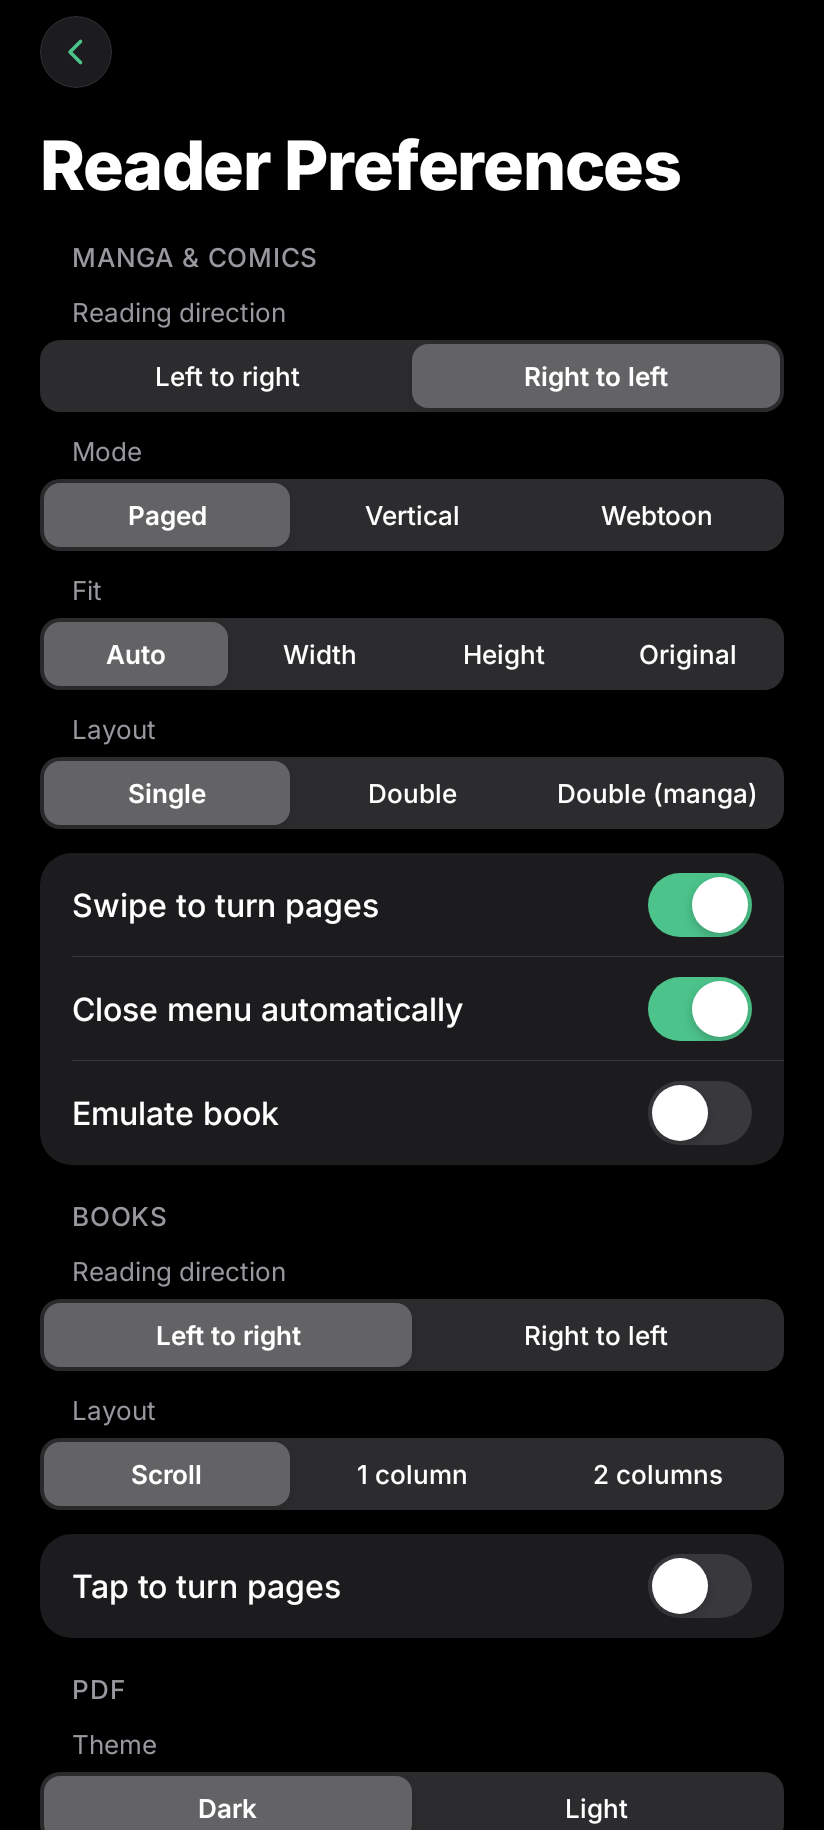 Reader Preferences
MANGA & COMICS
Reading direction
Left to right Right to left
Mode
Paged Vertical Webtoon
Fit
Auto Width Height Original
Layout
Single Double Double (manga)
Swipe to turn pages
Close menu automatically
Emulate book
BOOKS
Reading direction
Left to right Right to left
Layout
Scroll 1 column 2 columns
Tap to turn pages
PDF
Theme
Dark Light